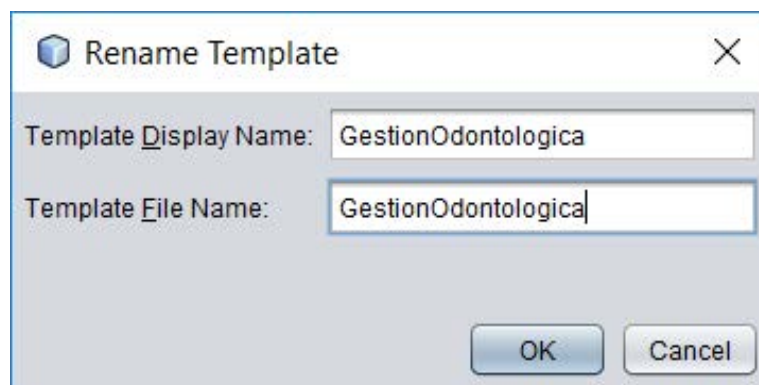 Rename Template
Template Display Name: GestionOdontologica
Template File Name: GestionOdontologica
OK Cancel